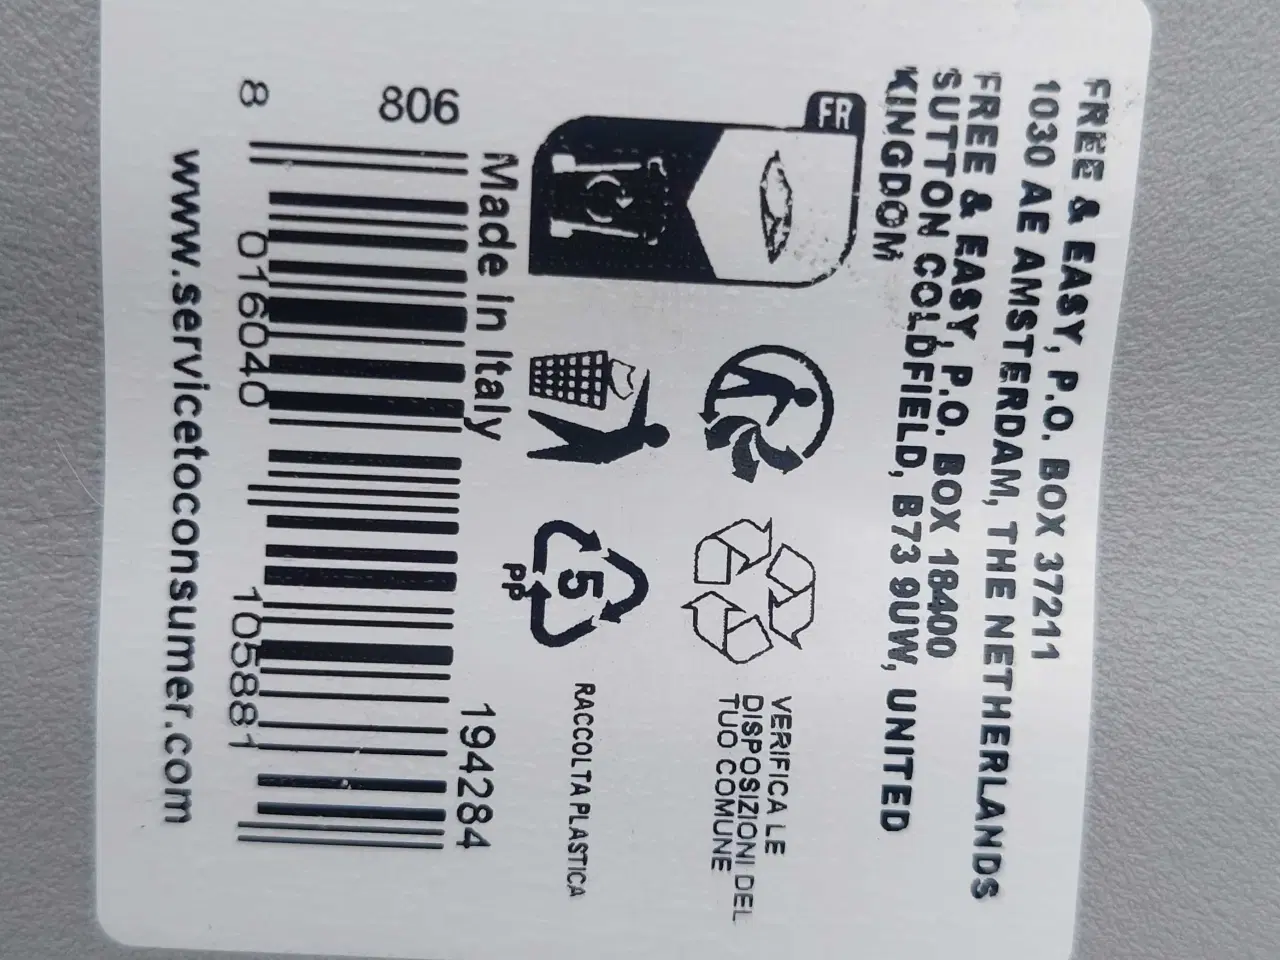 FREE & EASY, P.O. BOX 37211
1030 AE AMSTERDAM, THE NETHERLANDS
FREE & EASY, P.O. BOX 18400
SUTTON COLDFIELD, B73 9UW, UNITED
KINGDOM
FR
VERIFICA LE
DISPOSIZIONI DEL
TUO COMUNE
5
PP
RACCOLTA PLASTICA
Made in Italy
806
194284
8 016040 105881
www.servicetoconsumer.com